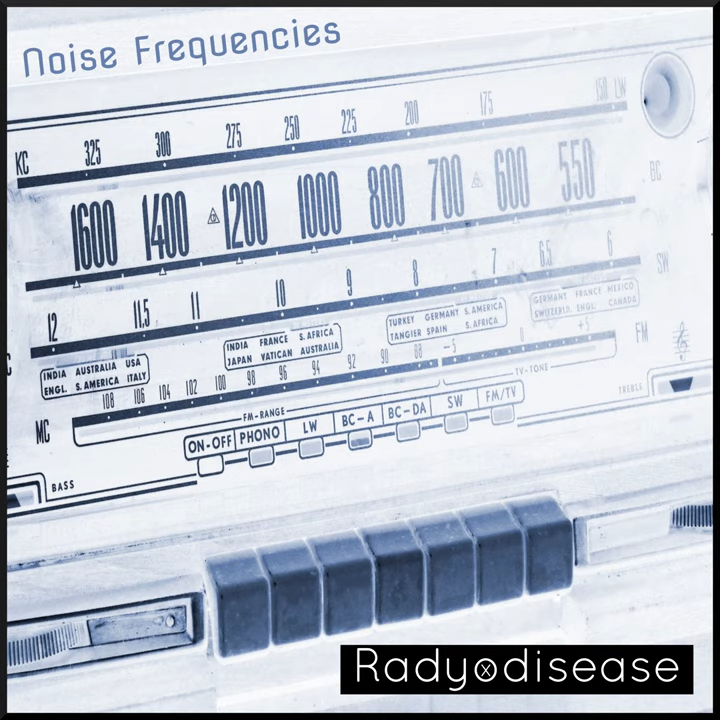 Noise Frequencies
KC 325 300 275 250 225 200 175 150 LW
1600 1400 1200 1000 800 700 600 550 BC
12 11,5 11 10 9 8 7 6,5 6 SW
INDIA AUSTRALIA USA
ENGL. S.AMERICA ITALY
INDIA FRANCE S.AFRICA
JAPAN VATICAN AUSTRALIA
TURKEY GERMANY S.AMERICA
TANGIER SPAIN S.AFRICA
GERMANY FRANCE MEXICO
SWITZERLD. ENGL. CANADA
MC 108 106 104 102 100 98 96 94 92 90 88 -5 0 +5 FM
FM-RANGE TV-TONE TREBLE
ON-OFF PHONO LW BC-A BC-DA SW FM/TV
BASS
Radyoxdisease